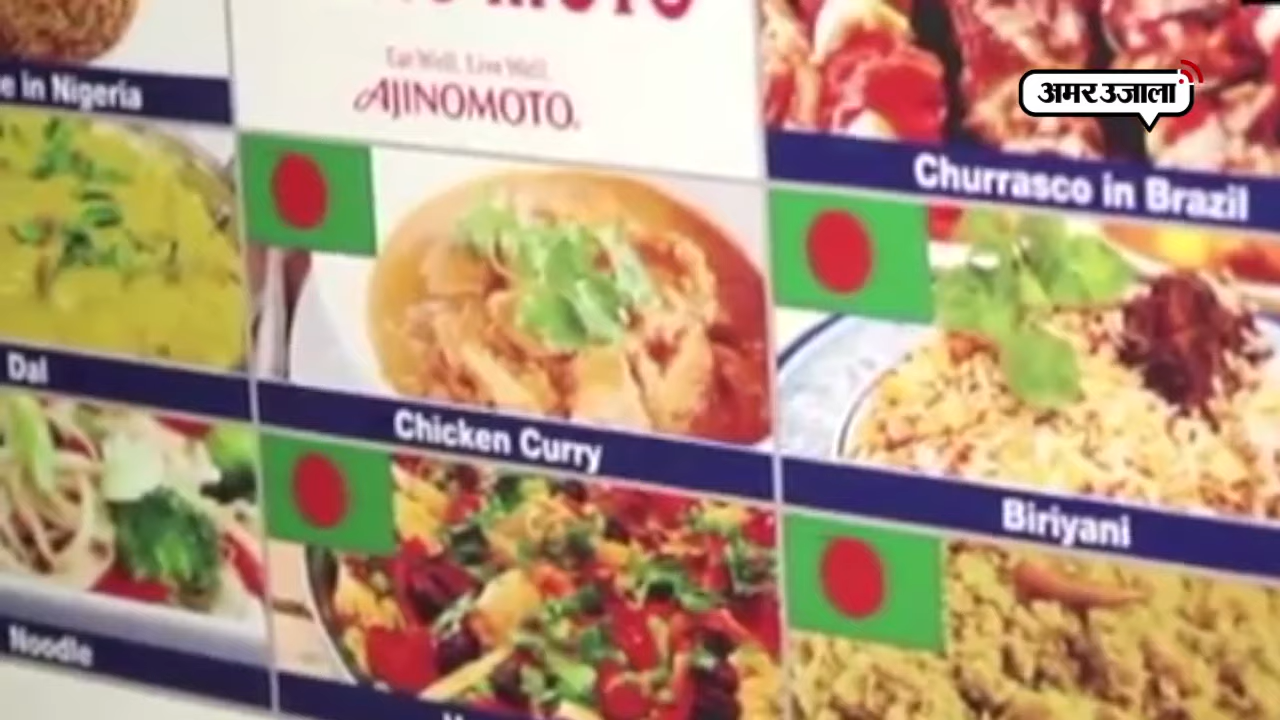 Eat Well. Live Well.
AJINOMOTO
अमर उजाला
e in Nigeria
Churrasco in Brazil
Dal
Chicken Curry
Biriyani
Noodle